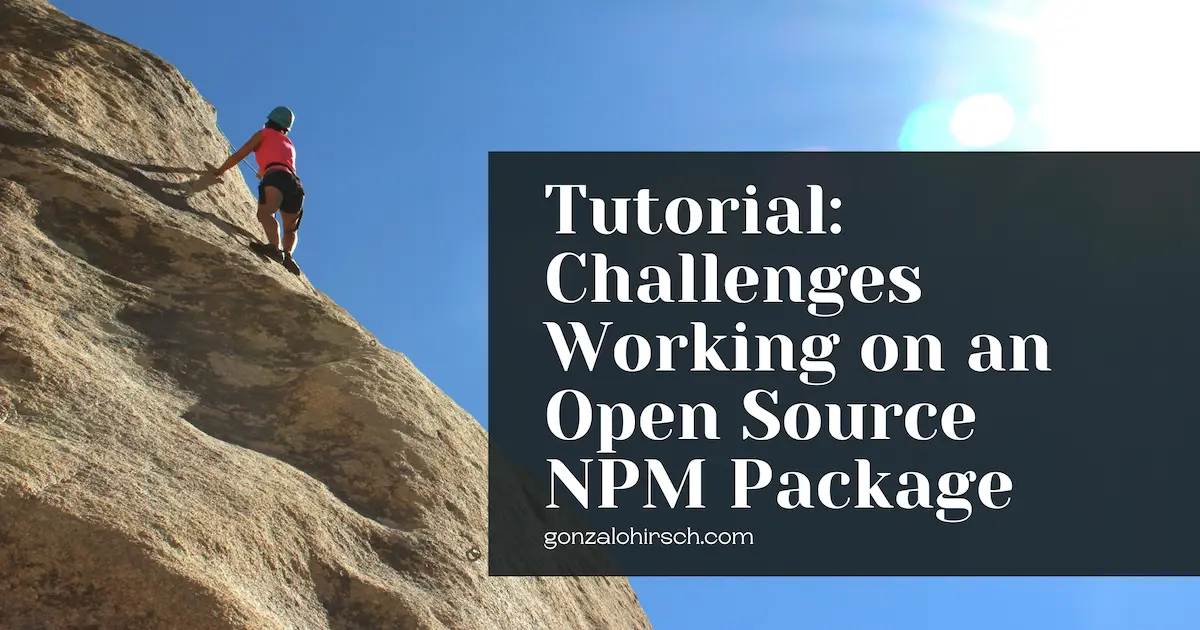 Tutorial:
Challenges
Working on an
Open Source
NPM Package
gonzalohirsch.com